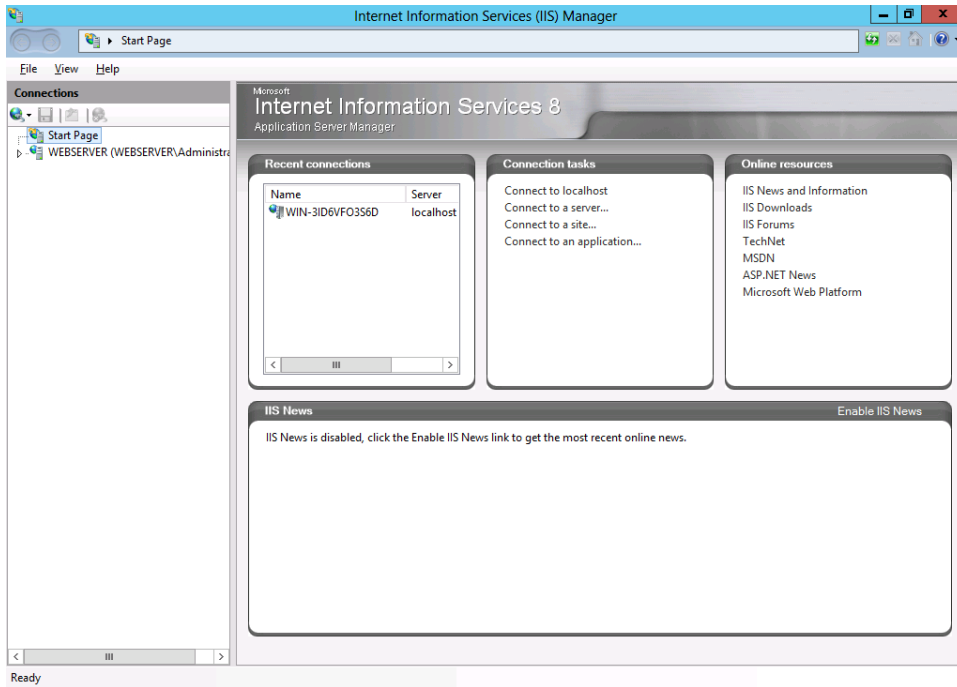 Internet Information Services (IIS) Manager
Start Page
File View Help
Connections
Start Page
WEBSERVER (WEBSERVER\Administra
Microsoft
Internet Information Services 8
Application Server Manager
Recent connections
Name Server
WIN-3ID6VFO3S6D localhost
Connection tasks
Connect to localhost
Connect to a server...
Connect to a site...
Connect to an application...
Online resources
IIS News and Information
IIS Downloads
IIS Forums
TechNet
MSDN
ASP.NET News
Microsoft Web Platform
IIS News Enable IIS News
IIS News is disabled, click the Enable IIS News link to get the most recent online news.
Ready